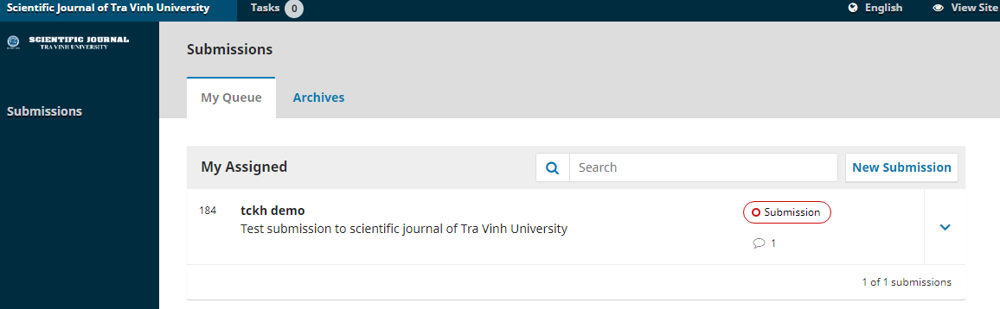 Scientific Journal of Tra Vinh University Tasks 0 English View Site
SCIENTIFIC JOURNAL
TRA VINH UNIVERSITY
Submissions
My Queue Archives
Submissions
My Assigned Search New Submission
184 tckh demo Submission
Test submission to scientific journal of Tra Vinh University
1
1 of 1 submissions